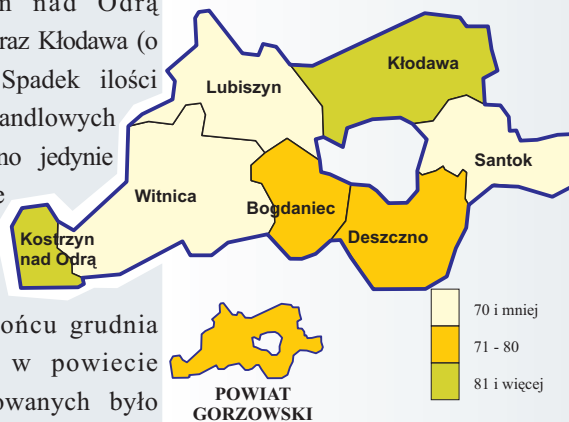 n nad Odrą
raz Kłodawa (o
Spadek ilości
andlowych
no jedynie
e
ońcu grudnia
w powiecie
owanych było
Lubiszyn
Kłodawa
Santok
Witnica
Bogdaniec
Deszczno
Kostrzyn
nad Odrą
70 i mniej
71 - 80
81 i więcej
POWIAT
GORZOWSKI